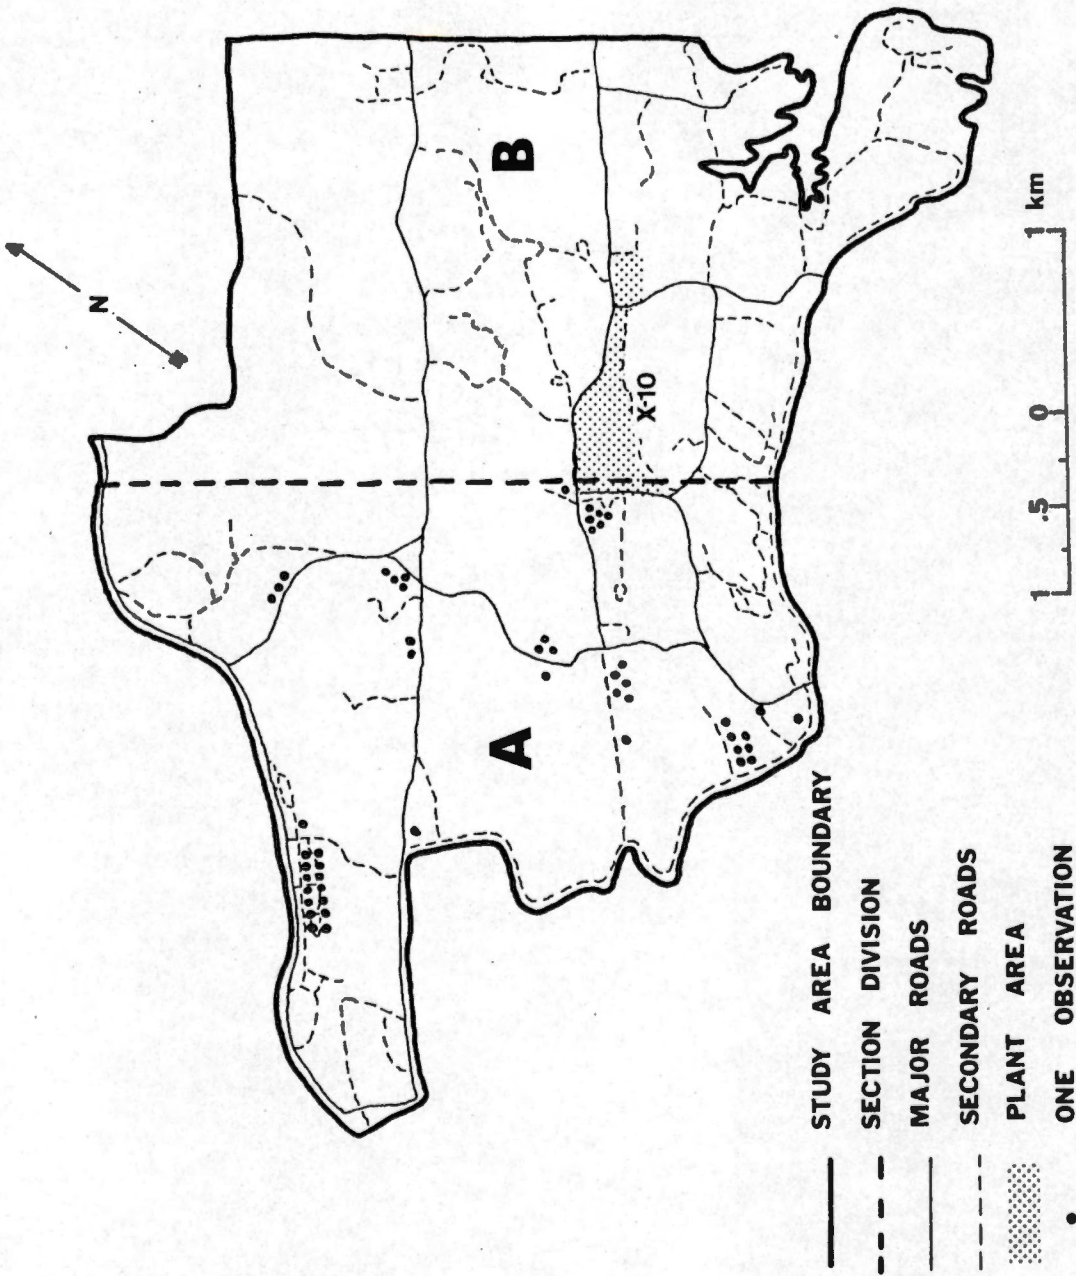 N
B
A
X-10
1 .5 0 1 km
STUDY AREA BOUNDARY
SECTION DIVISION
MAJOR ROADS
SECONDARY ROADS
PLANT AREA
ONE OBSERVATION